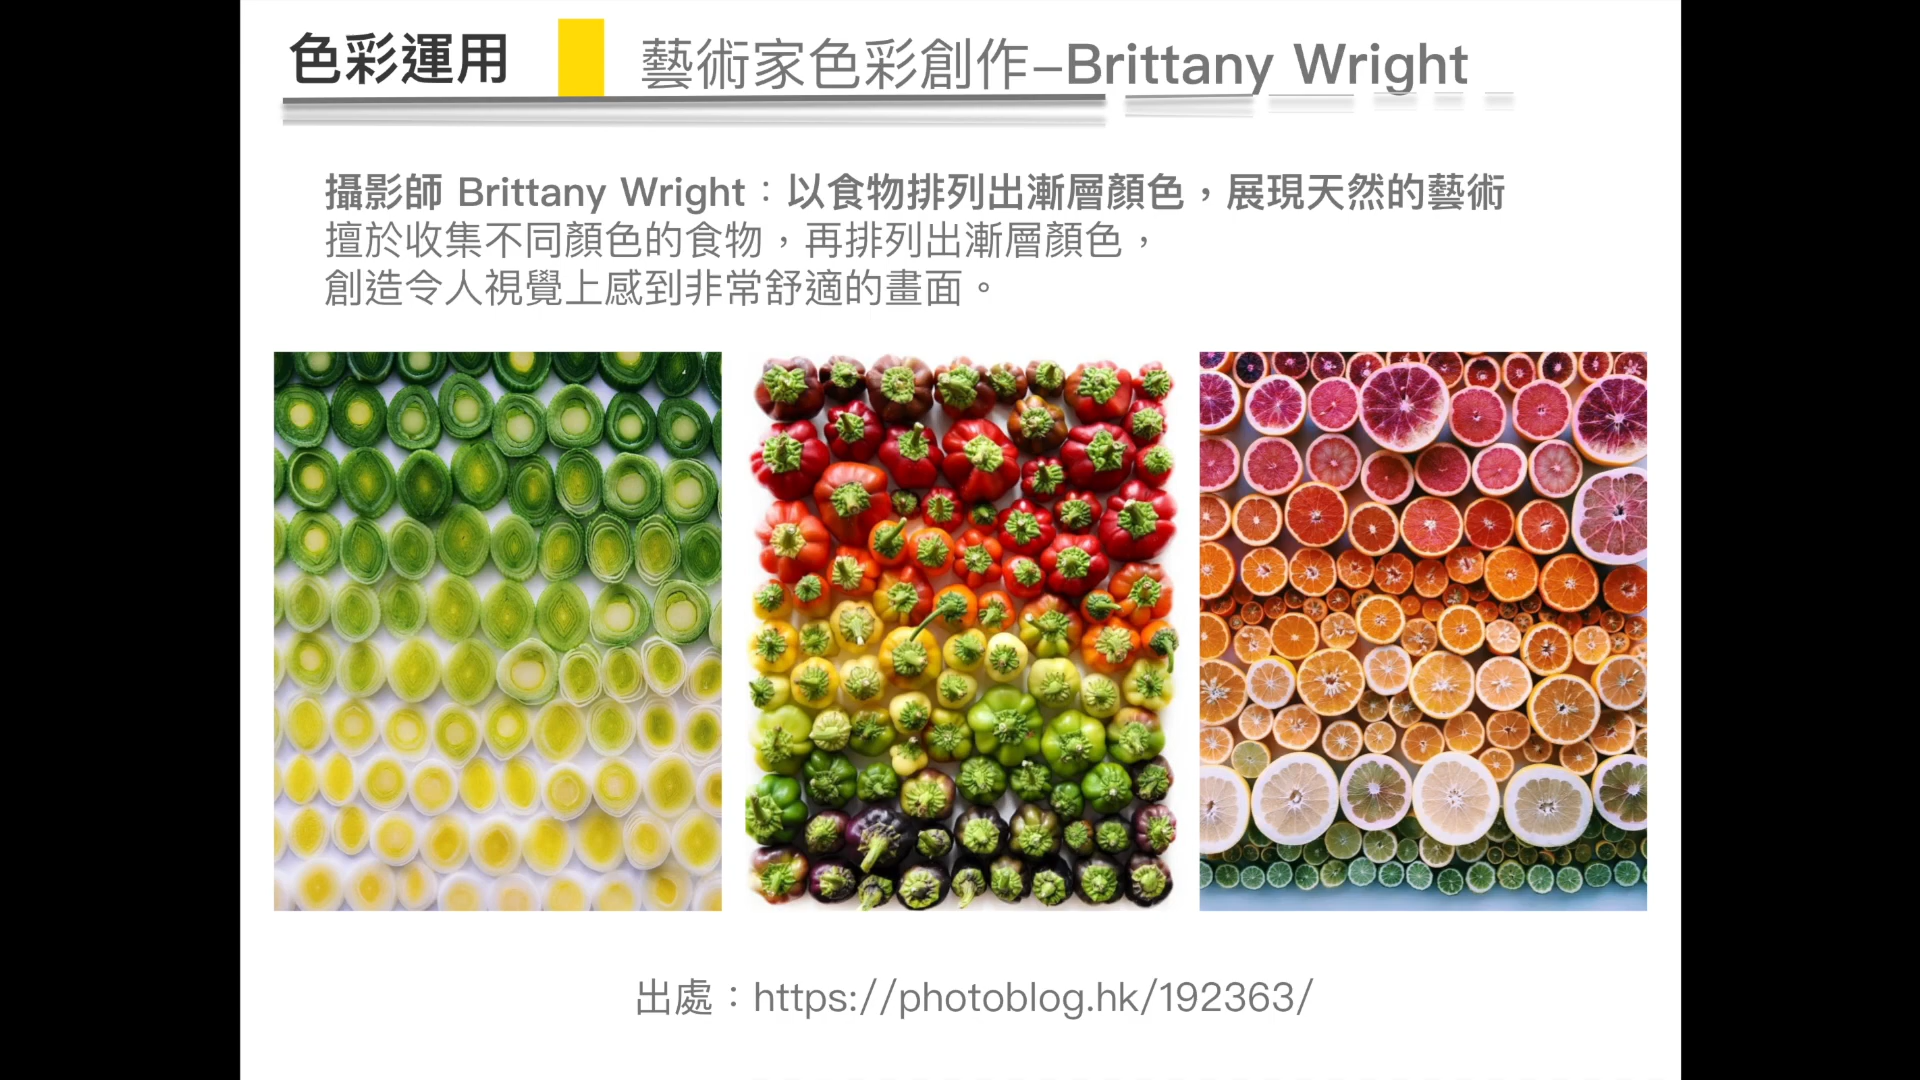 色彩運用
藝術家色彩創作–Brittany Wright
攝影師 Brittany Wright：以食物排列出漸層顏色，展現天然的藝術
擅於收集不同顏色的食物，再排列出漸層顏色，
創造令人視覺上感到非常舒適的畫面。
出處：https://photoblog.hk/192363/